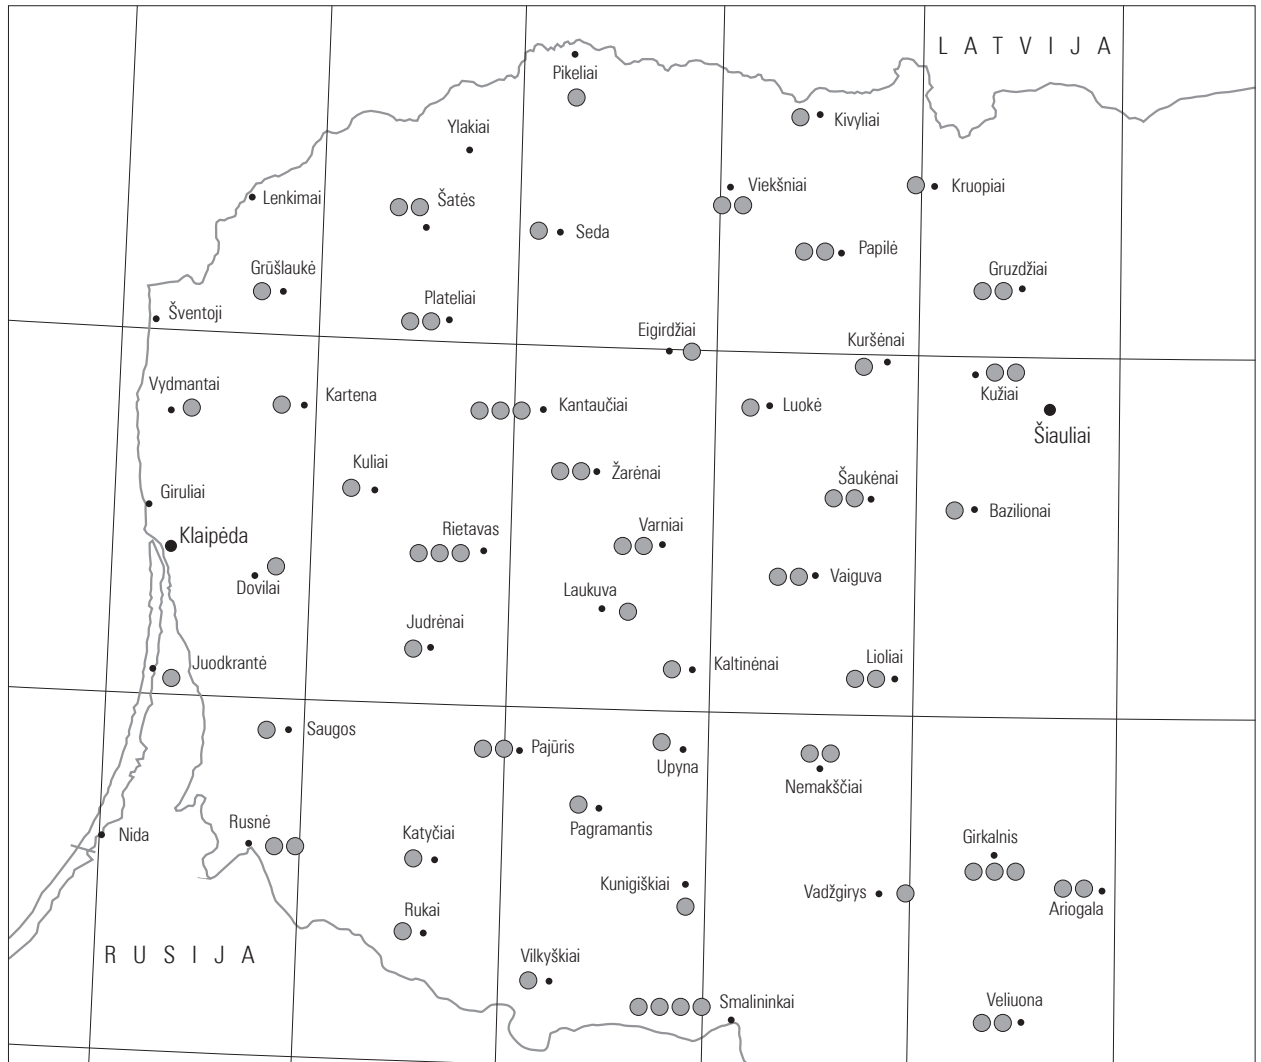 L A T V I J A
Pikeliai
Kivyliai
Ylakiai
Viekšniai
Kruopiai
Lenkimai
Šatės
Seda
Papilė
Grūšlaukė
Gruzdžiai
Plateliai
Šventoji
Eigirdžiai
Kuršėnai
Vydmantai
Kartena
Kantaučiai
Luokė
Kužiai
Šiauliai
Kuliai
Žarėnai
Šaukėnai
Giruliai
Bazilionai
Klaipėda
Rietavas
Varniai
Dovilai
Laukuva
Vaiguva
Judrėnai
Juodkrantė
Kaltinėnai
Lioliai
Saugos
Pajūris
Upyna
Nemakščiai
Nida
Rusnė
Katyčiai
Pagramantis
Girkalnis
Kunigiškiai
Vadžgirys
Ariogala
Rukai
R U S I J A
Vilkyškiai
Smalininkai
Veliuona